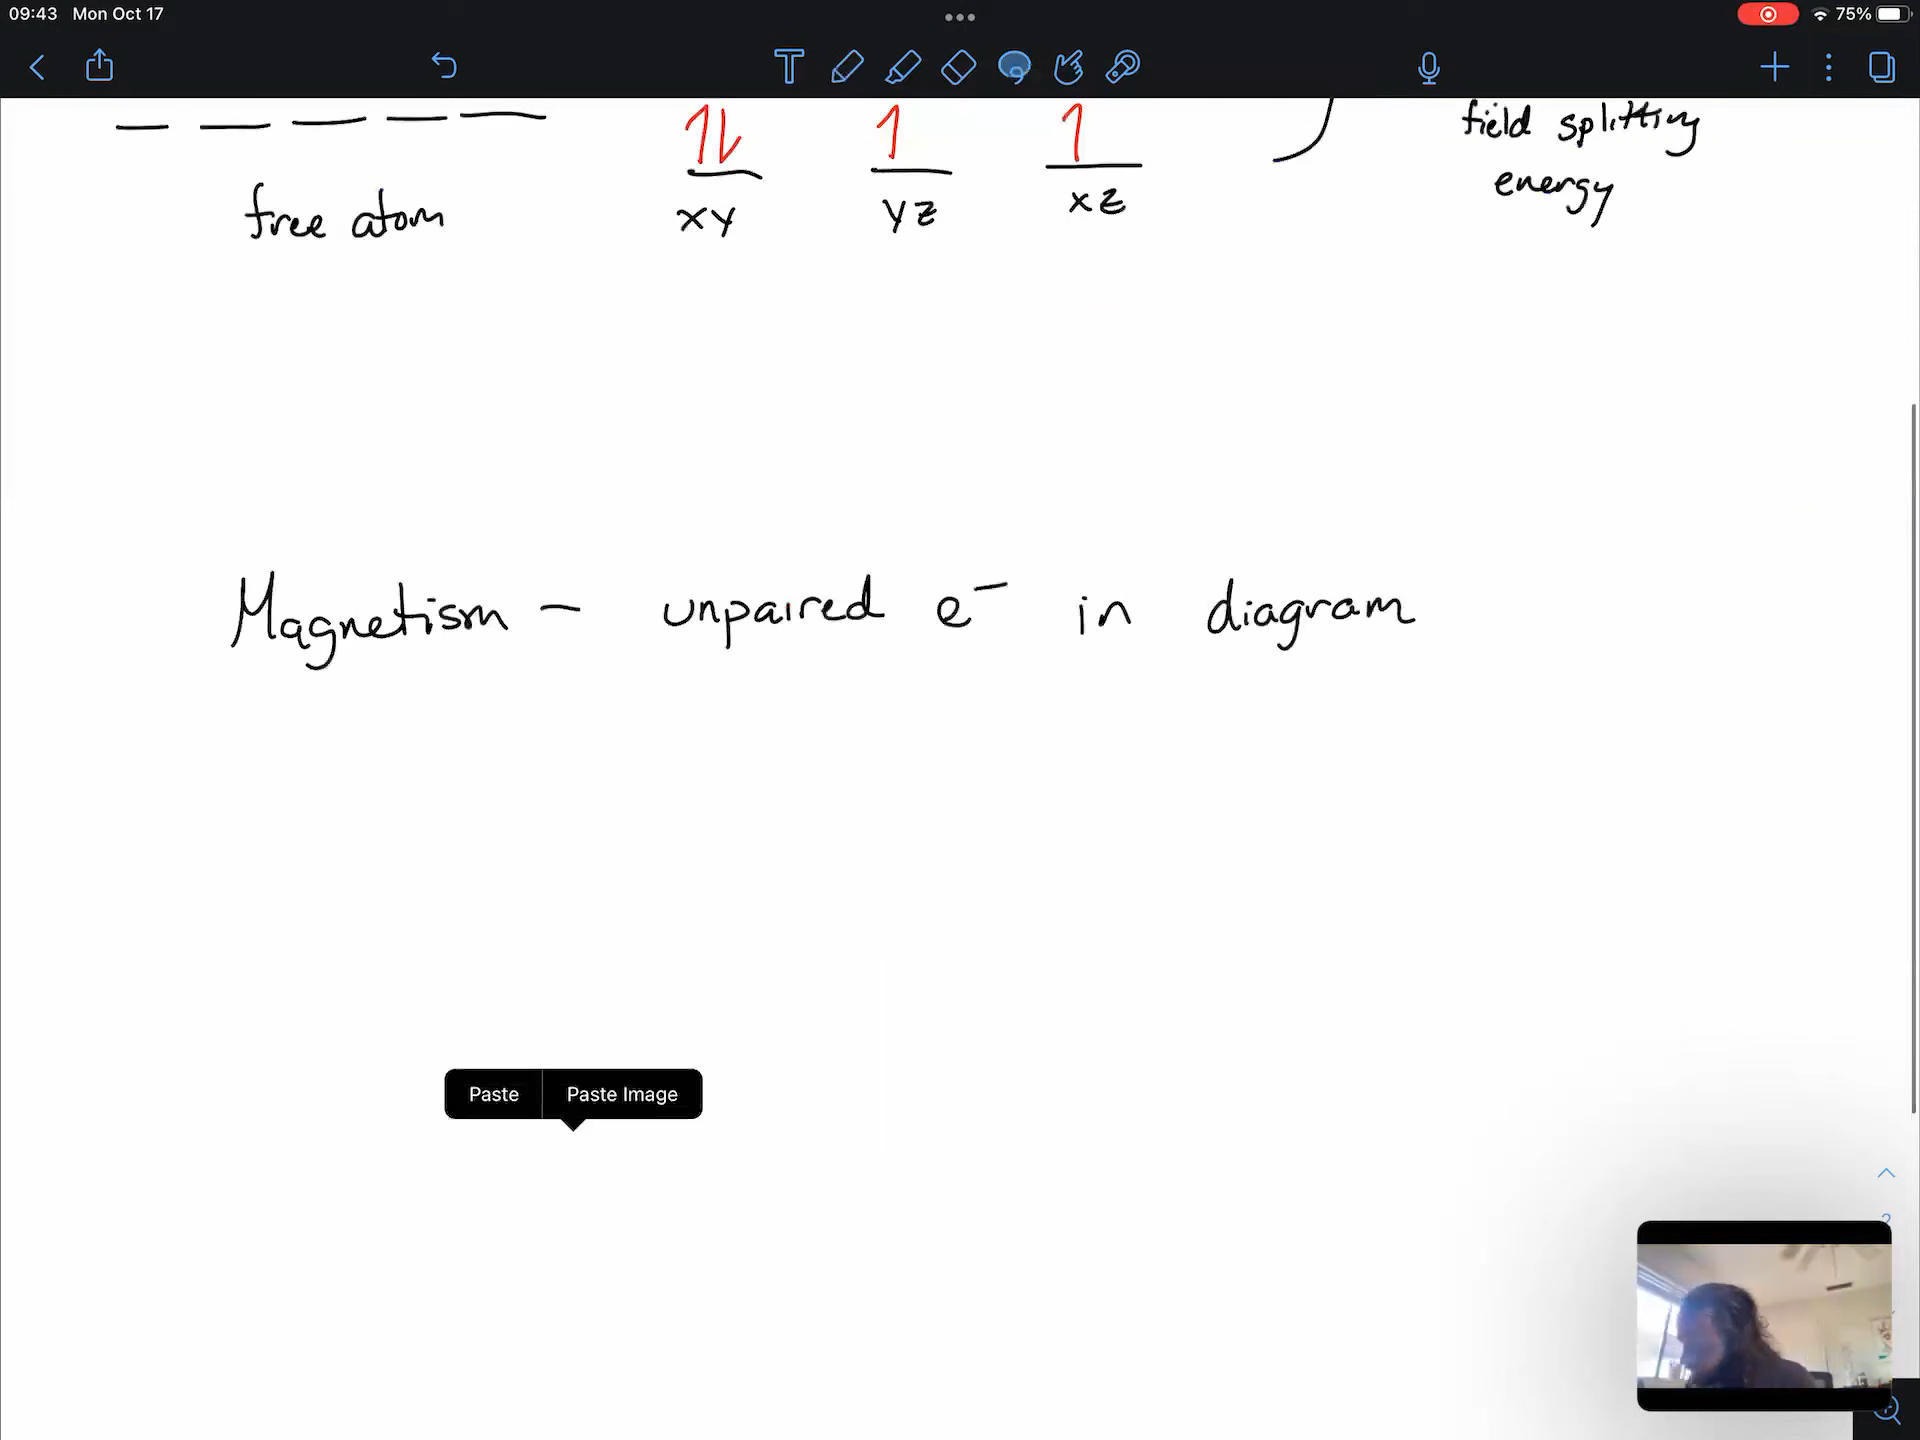 09:43 Mon Oct 17
75%
field splitting
energy
xy yz xz
free atom
Magnetism – unpaired e⁻ in diagram
Paste Paste Image
2